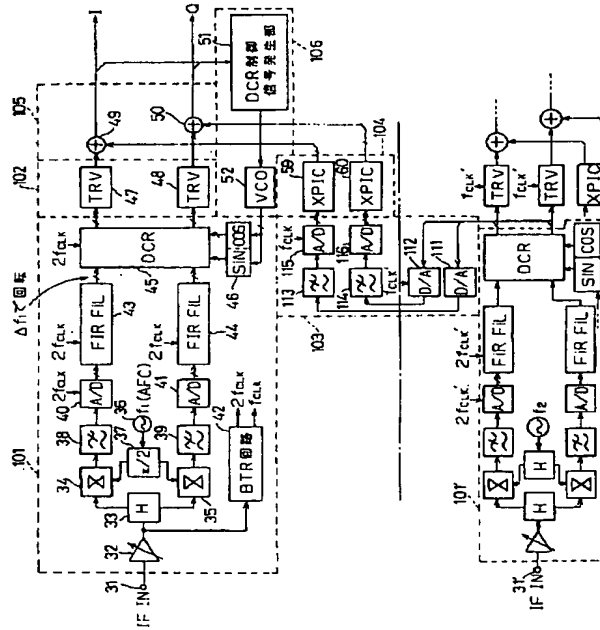 101
102
105
Δfで回転
2fCLK
49
I
40
2fCLK
38
A/D
FIR FiL
43
34
DCR
45
TRV
47
36
f1(AFC)
37
π/2
50
Q
33
H
41
2fCLK
39
A/D
FIR FiL
44
TRV
48
35
32
31
IF IN
42
BTR回路
2fCLK
fCLK
46
SIN
COS
52
VCO
51
DCR制御
信号発生部
106
103
113
115
fCLK
A/D
59
XPIC
104
114
116
A/D
60
XPIC
fCLK'
112
D/A
111
D/A
101'
2fCLK'
2fCLK'
A/D
FiR FiL
DCR
fCLK'
TRV
f2
H
H
A/D
FiR FiL
fCLK'
TRV
SIN
COS
XPIC
31'
IF IN